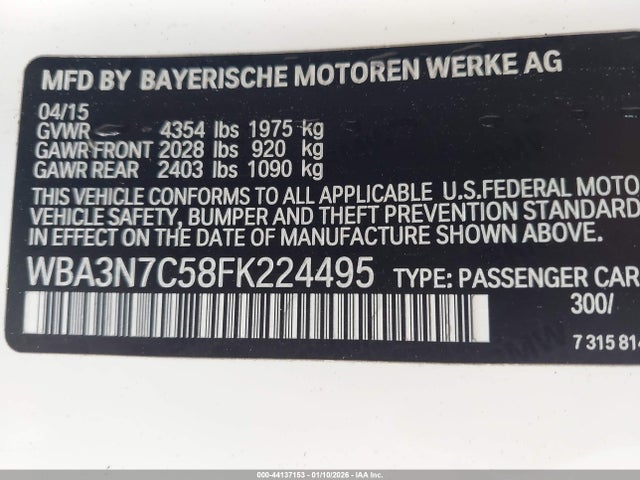 MFD BY BAYERISCHE MOTOREN WERKE AG
04/15
GVWR 4354 lbs 1975 kg
GAWR FRONT 2028 lbs 920 kg
GAWR REAR 2403 lbs 1090 kg
THIS VEHICLE CONFORMS TO ALL APPLICABLE U.S.FEDERAL MOTO
VEHICLE SAFETY, BUMPER AND THEFT PREVENTION STANDARD
IN EFFECT ON THE DATE OF MANUFACTURE SHOWN ABOVE.
WBA3N7C58FK224495 TYPE: PASSENGER CAR
300/
7 315 814
000-44137153 - 01/10/2026 - IAA Inc.